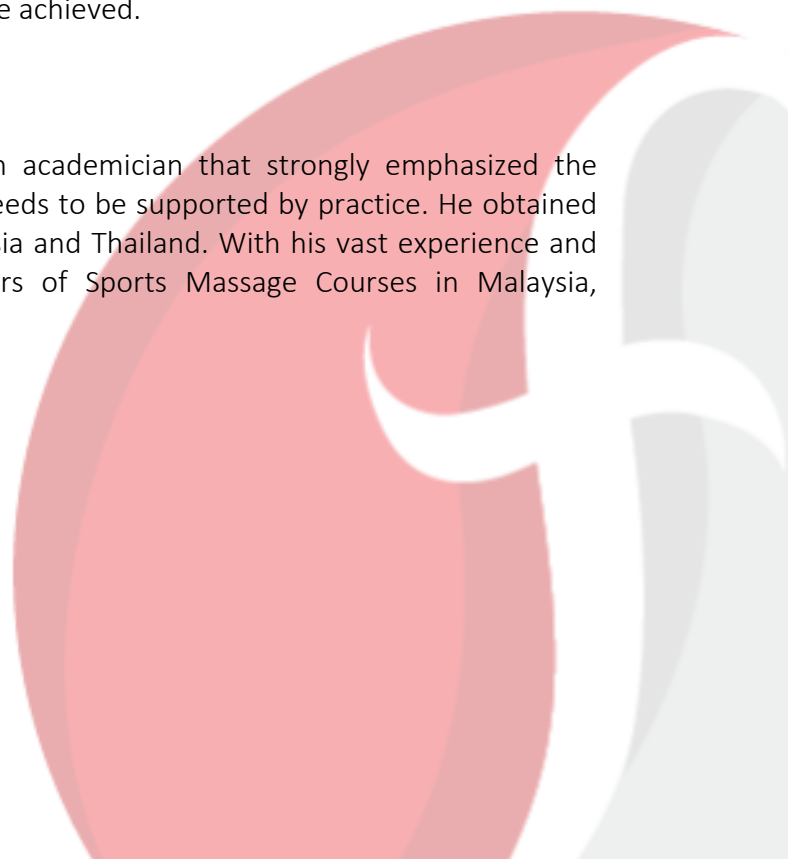 e achieved.
n academician that strongly emphasized the
eeds to be supported by practice. He obtained
sia and Thailand. With his vast experience and
rs of Sports Massage Courses in Malaysia,